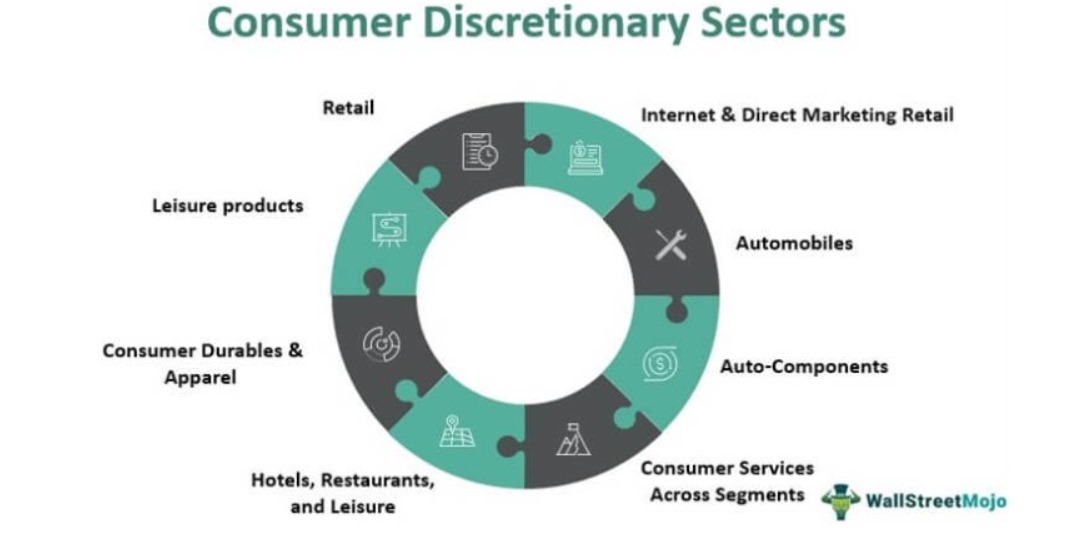 Consumer Discretionary Sectors
Retail
Internet & Direct Marketing Retail
Leisure products
Automobiles
Consumer Durables &
Apparel
Auto-Components
Hotels, Restaurants,
and Leisure
Consumer Services
Across Segments
WallStreetMojo